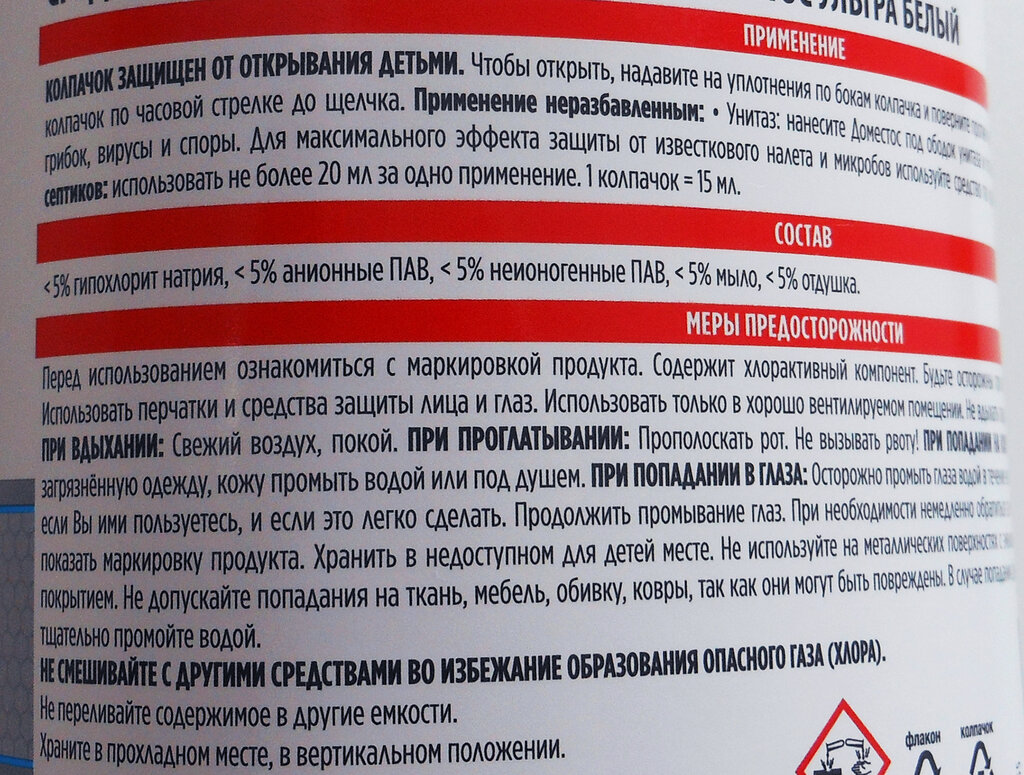 УЛЬТРА БЕЛЫЙ
ПРИМЕНЕНИЕ
КОЛПАЧОК ЗАЩИЩЕН ОТ ОТКРЫВАНИЯ ДЕТЬМИ. Чтобы открыть, надавите на уплотнения по бокам колпачка и поверните
колпачок по часовой стрелке до щелчка. Применение неразбавленным: • Унитаз: нанесите Доместос под ободок
грибок, вирусы и споры. Для максимального эффекта защиты от известкового налета и микробов используйте средство
септиков: использовать не более 20 мл за одно применение. 1 колпачок = 15 мл.
СОСТАВ
< 5% гипохлорит натрия, < 5% анионные ПАВ, < 5% неионогенные ПАВ, < 5% мыло, < 5% отдушка.
МЕРЫ ПРЕДОСТОРОЖНОСТИ
Перед использованием ознакомиться с маркировкой продукта. Содержит хлорактивный компонент. Будьте осторожны
Использовать перчатки и средства защиты лица и глаз. Использовать только в хорошо вентилируемом помещении. Не
ПРИ ВДЫХАНИИ: Свежий воздух, покой. ПРИ ПРОГЛАТЫВАНИИ: Прополоскать рот. Не вызывать рвоту! ПРИ ПОПАДАНИИ НА
загрязнённую одежду, кожу промыть водой или под душем. ПРИ ПОПАДАНИИ В ГЛАЗА: Осторожно промыть глаза водой в
если Вы ими пользуетесь, и если это легко сделать. Продолжить промывание глаз. При необходимости немедленно
показать маркировку продукта. Хранить в недоступном для детей месте. Не используйте на металлических поверхностях
покрытием. Не допускайте попадания на ткань, мебель, обивку, ковры, так как они могут быть повреждены. В случае
тщательно промойте водой.
НЕ СМЕШИВАЙТЕ С ДРУГИМИ СРЕДСТВАМИ ВО ИЗБЕЖАНИЕ ОБРАЗОВАНИЯ ОПАСНОГО ГАЗА (ХЛОРА).
Не переливайте содержимое в другие емкости.
Храните в прохладном месте, в вертикальном положении.
флакон колпачок